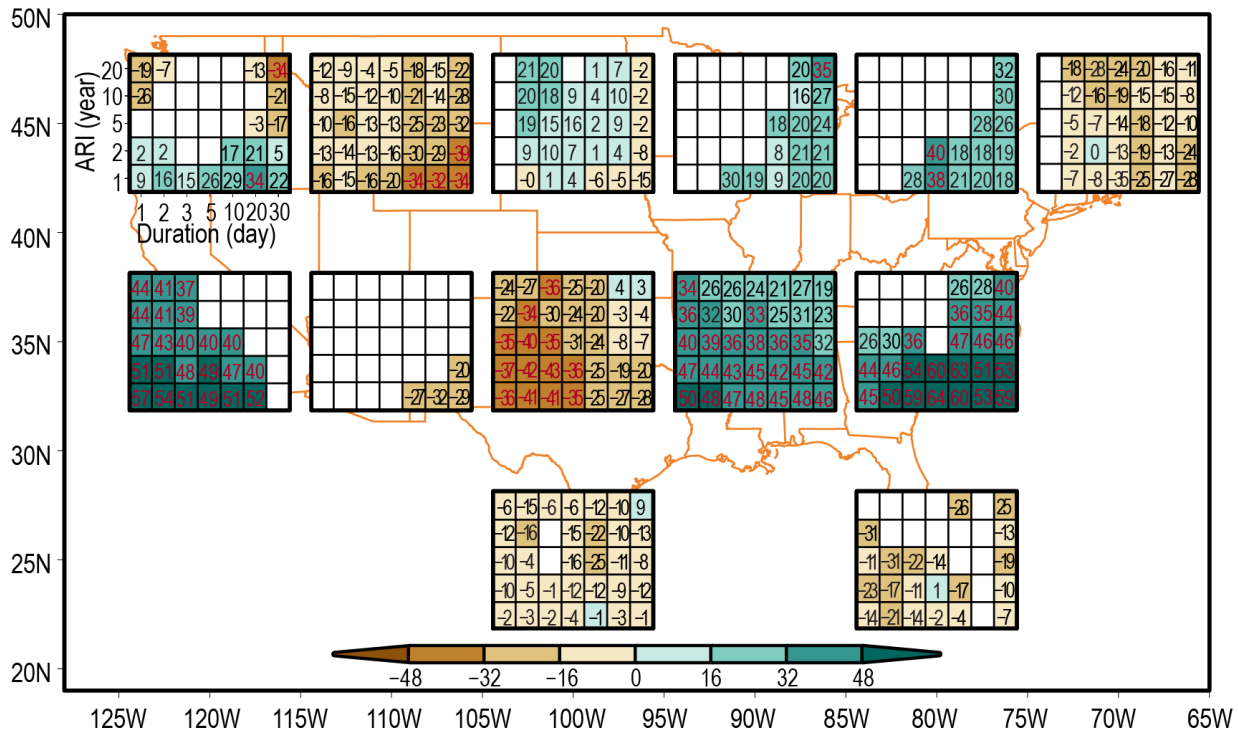 50N
20 −19 −7 −13 −34 −12 −9 −4 −5 −18 −15 −22 21 20 1 7 −2 20 35 32 −18 −28 −24 −20 −16 −11
10 −26 −21 −8 −15 −12 −10 −21 −14 −28 20 18 9 4 10 −2 16 27 30 −12 −16 −19 −15 −15 −8
45N
ARI (year)
5 −3 −17 −10 −16 −13 −13 −25 −23 −32 19 15 16 2 9 −2 18 20 24 28 26 −5 −7 −14 −18 −12 −10
2 2 2 17 21 5 −13 −14 −13 −16 −30 −29 −39 9 10 7 1 4 −8 8 21 21 40 18 18 19 −2 0 −13 −19 −13 −24
1 9 16 15 26 29 34 22 −16 −15 −16 −20 −34 −32 −34 −0 1 4 −6 −5 −15 30 19 9 20 20 28 38 21 20 18 −7 −8 −35 −25 −27 −28
1 2 3 5 10 20 30
Duration (day)
40N
44 41 37 −24 −27 −36 −25 −20 4 3 34 26 26 24 21 27 19 26 28 40
44 41 39 −22 −34 −30 −24 −20 −3 −4 36 32 30 33 25 31 23 36 35 44
35N
47 43 40 40 40 −35 −40 −35 −31 −24 −8 −7 40 39 36 38 36 35 32 26 30 36 47 46 46
51 51 48 49 47 40 −20 −37 −42 −43 −36 −25 −19 −20 47 44 43 45 42 45 42 44 46 54 60 63 51 53
57 54 51 49 51 52 −27 −32 −29 −36 −41 −41 −35 −25 −27 −28 50 48 47 48 45 48 46 45 50 59 64 60 53 59
30N
−6 −15 −6 −6 −12 −10 9 −26 25
−12 −16 −15 −22 −10 −13 −31 −13
25N
−10 −4 −16 −25 −11 −8 −11 −31 −22 −14 −19
−10 −5 −1 −12 −12 −9 −12 −23 −17 −11 1 −17 −10
−2 −3 −2 −4 −1 −3 −1 −14 −21 −14 −2 −4 −7
20N
−48 −32 −16 0 16 32 48
125W 120W 115W 110W 105W 100W 95W 90W 85W 80W 75W 70W 65W